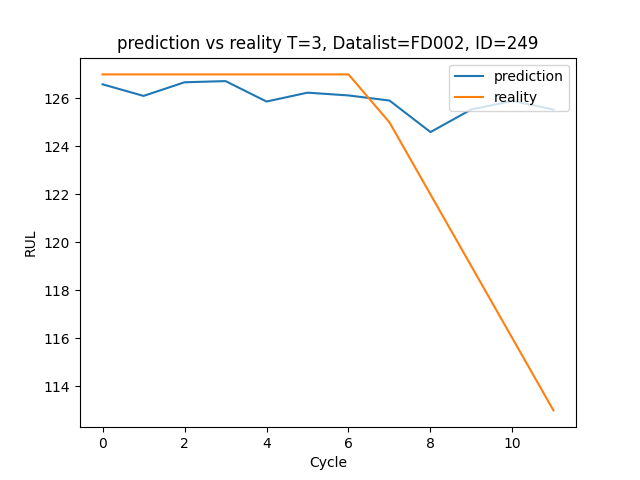 prediction vs reality T=3, Datalist=FD002, ID=249
prediction
reality
126
124
122
120
118
116
114
RUL
0 2 4 6 8 10
Cycle